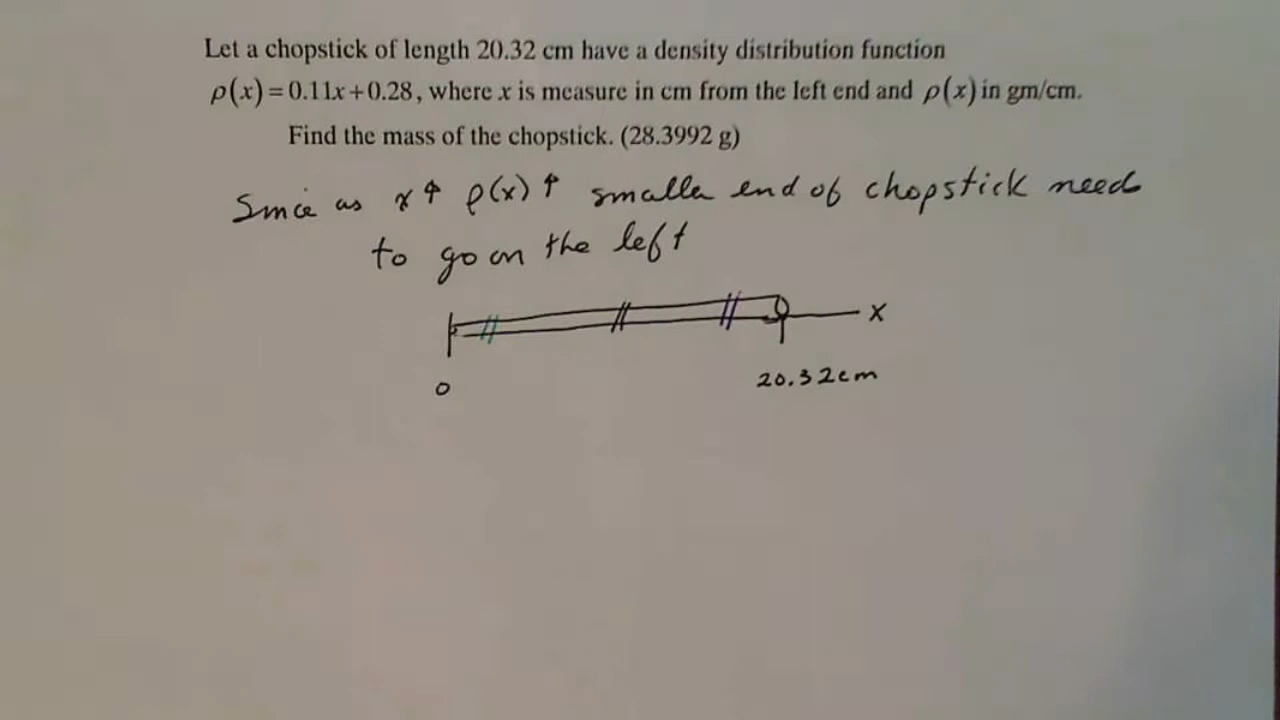 Let a chopstick of length 20.32 cm have a density distribution function
ρ(x) = 0.11x + 0.28, where x is measure in cm from the left end and ρ(x) in gm/cm.
Find the mass of the chopstick. (28.3992 g)
Since as x↑ ρ(x)↑ smaller end of chopstick need
to go on the left
x
0 20.32cm